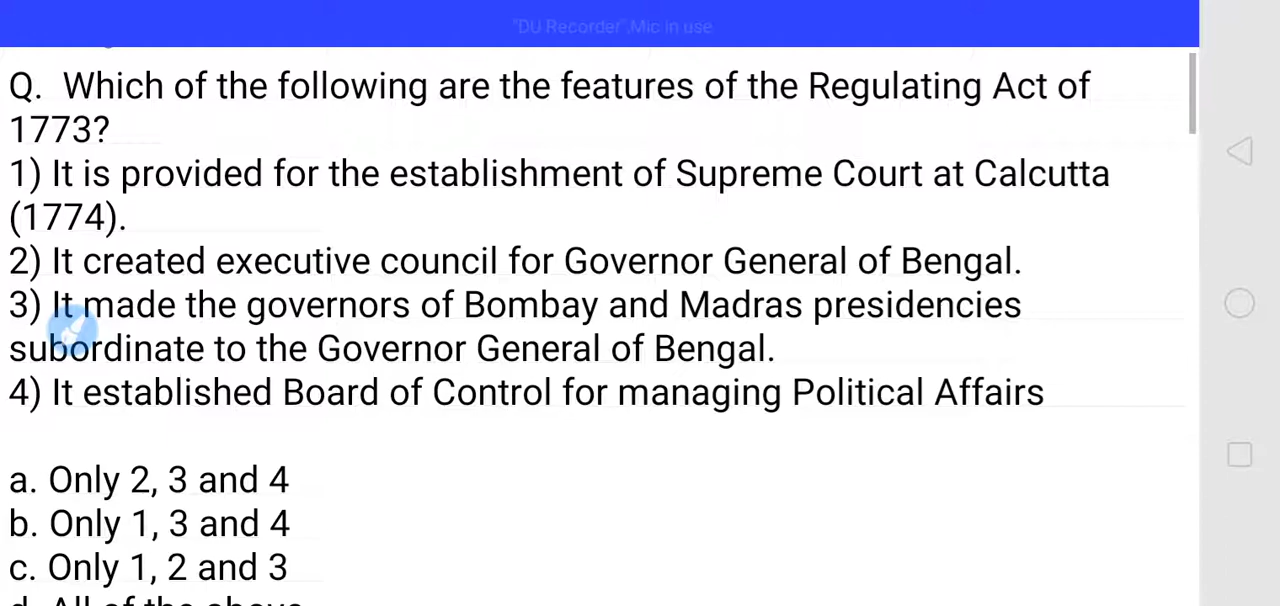 "DU Recorder",Mic in use
Q. Which of the following are the features of the Regulating Act of
1773?
1) It is provided for the establishment of Supreme Court at Calcutta
(1774).
2) It created executive council for Governor General of Bengal.
3) It made the governors of Bombay and Madras presidencies
subordinate to the Governor General of Bengal.
4) It established Board of Control for managing Political Affairs
a. Only 2, 3 and 4
b. Only 1, 3 and 4
c. Only 1, 2 and 3
d. All of the above